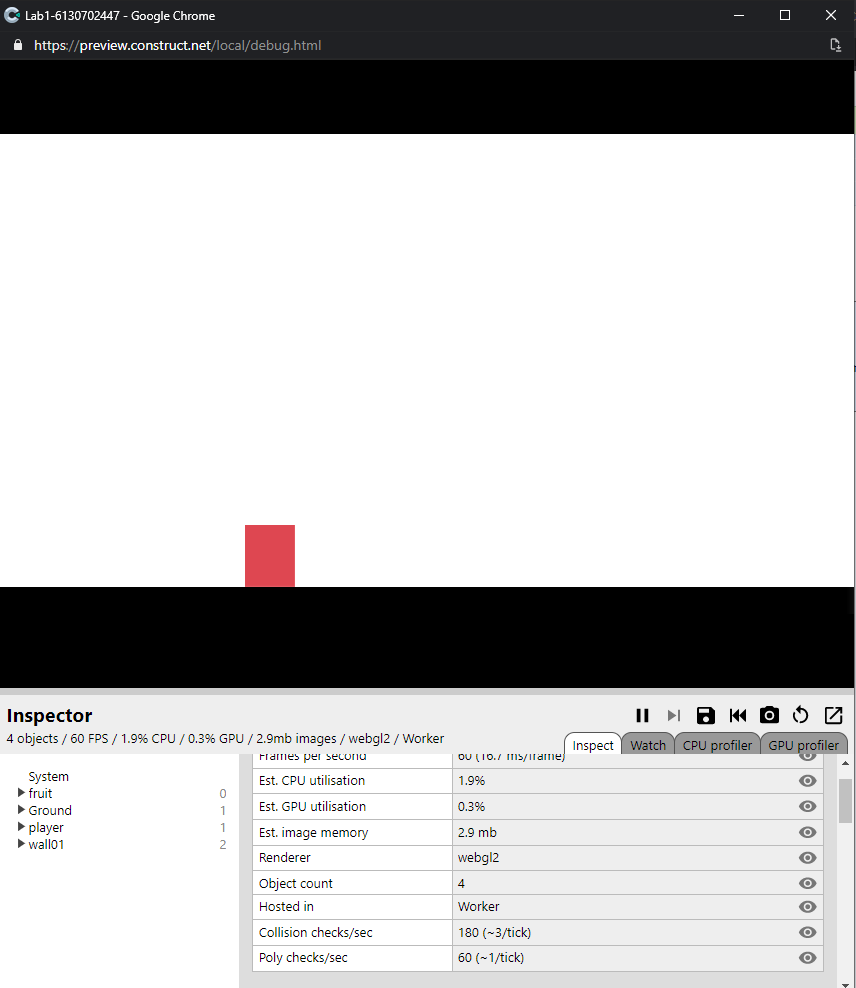 Lab1-6130702447 - Google Chrome
https://preview.construct.net/local/debug.html
Inspector
4 objects / 60 FPS / 1.9% CPU / 0.3% GPU / 2.9mb images / webgl2 / Worker
Inspect Watch CPU profiler GPU profiler
System
fruit 0
Ground 1
player 1
wall01 2
Frames per second 60 (16.7 ms/frame)
Est. CPU utilisation 1.9%
Est. GPU utilisation 0.3%
Est. image memory 2.9 mb
Renderer webgl2
Object count 4
Hosted in Worker
Collision checks/sec 180 (~3/tick)
Poly checks/sec 60 (~1/tick)